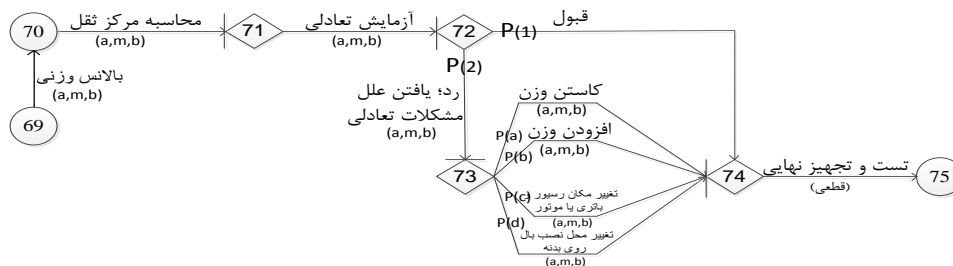 70
محاسبه مرکز ثقل
(a,m,b)
71
آزمایش تعادلی
(a,m,b)
72
P(1)
قبول
P(2)
بالانس وزنی
(a,m,b)
69
رد؛ یافتن علل
مشکلات تعادلی
(a,m,b)
73
P(a)
کاستن وزن
(a,m,b)
P(b)
افزودن وزن
(a,m,b)
P(c)
تغییر مکان رسیور
باتری یا موتور
(a,m,b)
P(d)
تغییر محل نصب بال
روی بدنه
(a,m,b)
74
تست و تجهیز نهایی
(قطعی)
75